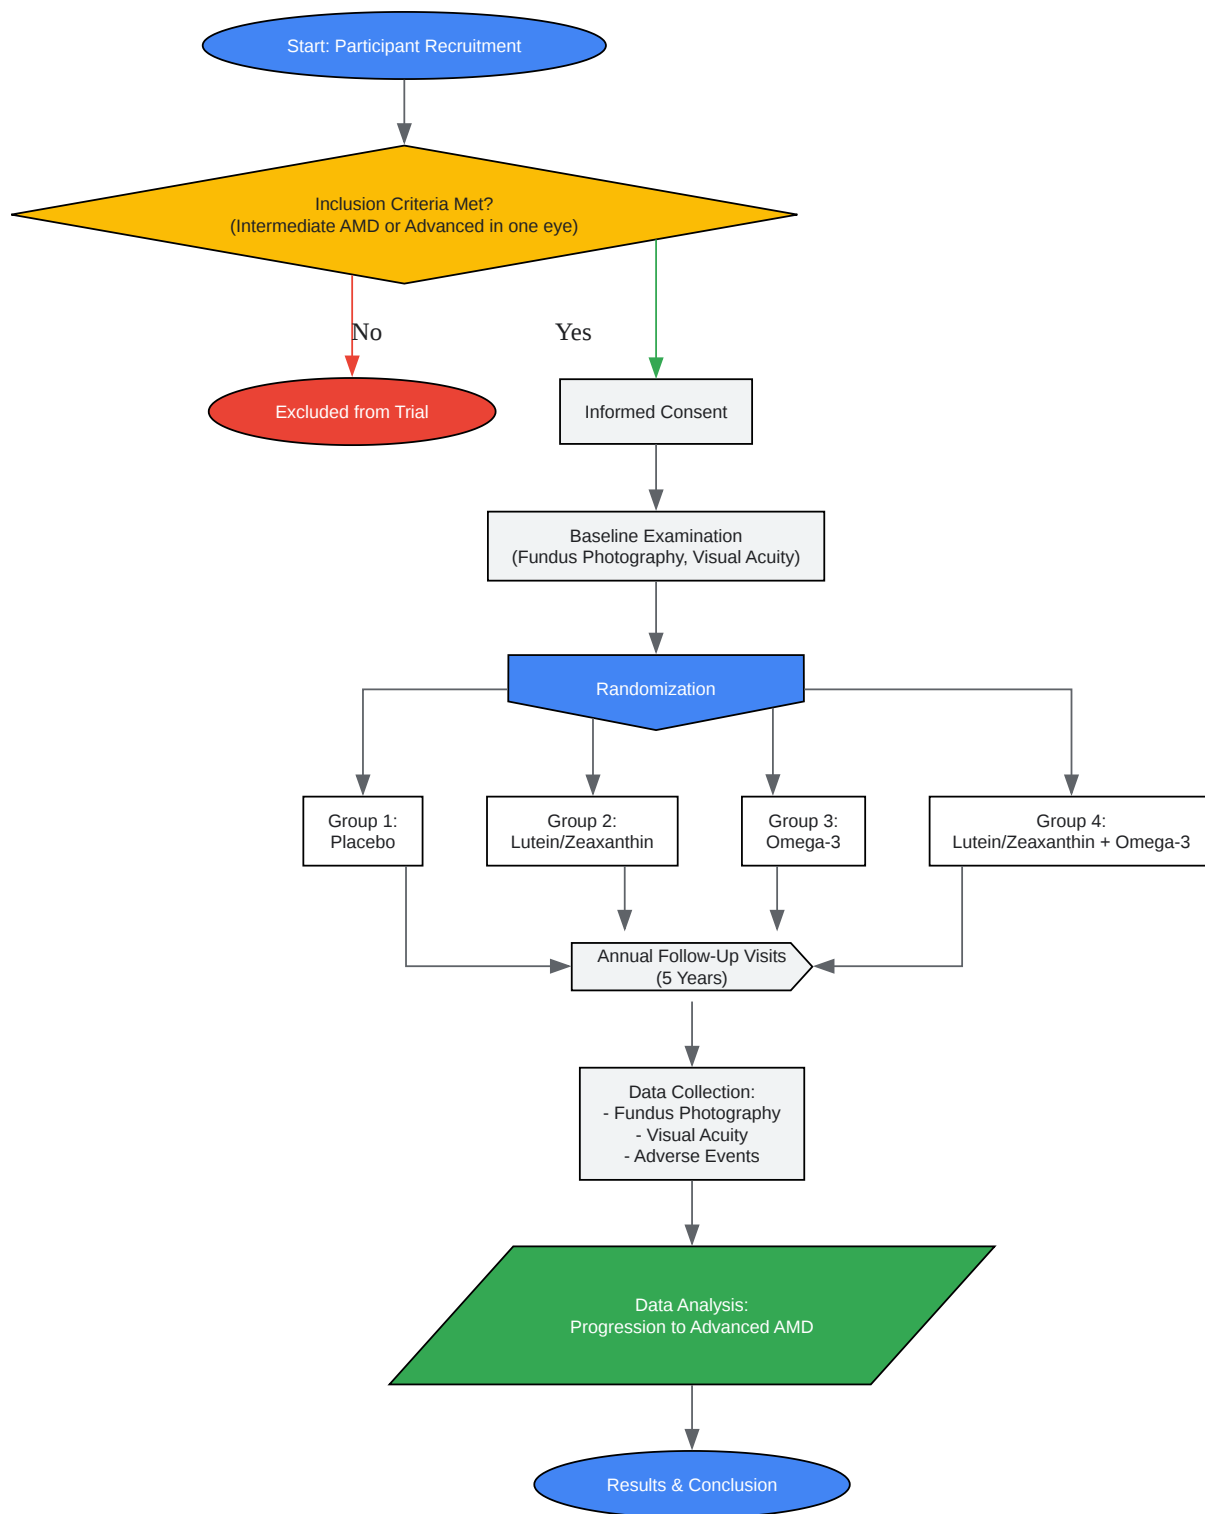 Start: Participant Recruitment
Inclusion Criteria Met?
(Intermediate AMD or Advanced in one eye)
No
Yes
Excluded from Trial
Informed Consent
Baseline Examination
(Fundus Photography, Visual Acuity)
Randomization
Group 1:
Placebo
Group 2:
Lutein/Zeaxanthin
Group 3:
Omega-3
Group 4:
Lutein/Zeaxanthin + Omega-3
Annual Follow-Up Visits
(5 Years)
Data Collection:
- Fundus Photography
- Visual Acuity
- Adverse Events
Data Analysis:
Progression to Advanced AMD
Results & Conclusion